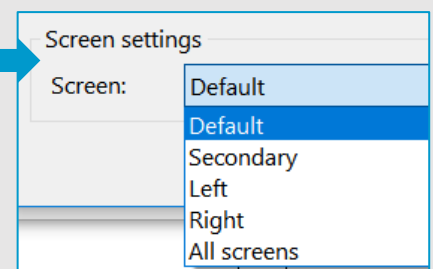 Screen settings
Screen: Default
Default
Secondary
Left
Right
All screens